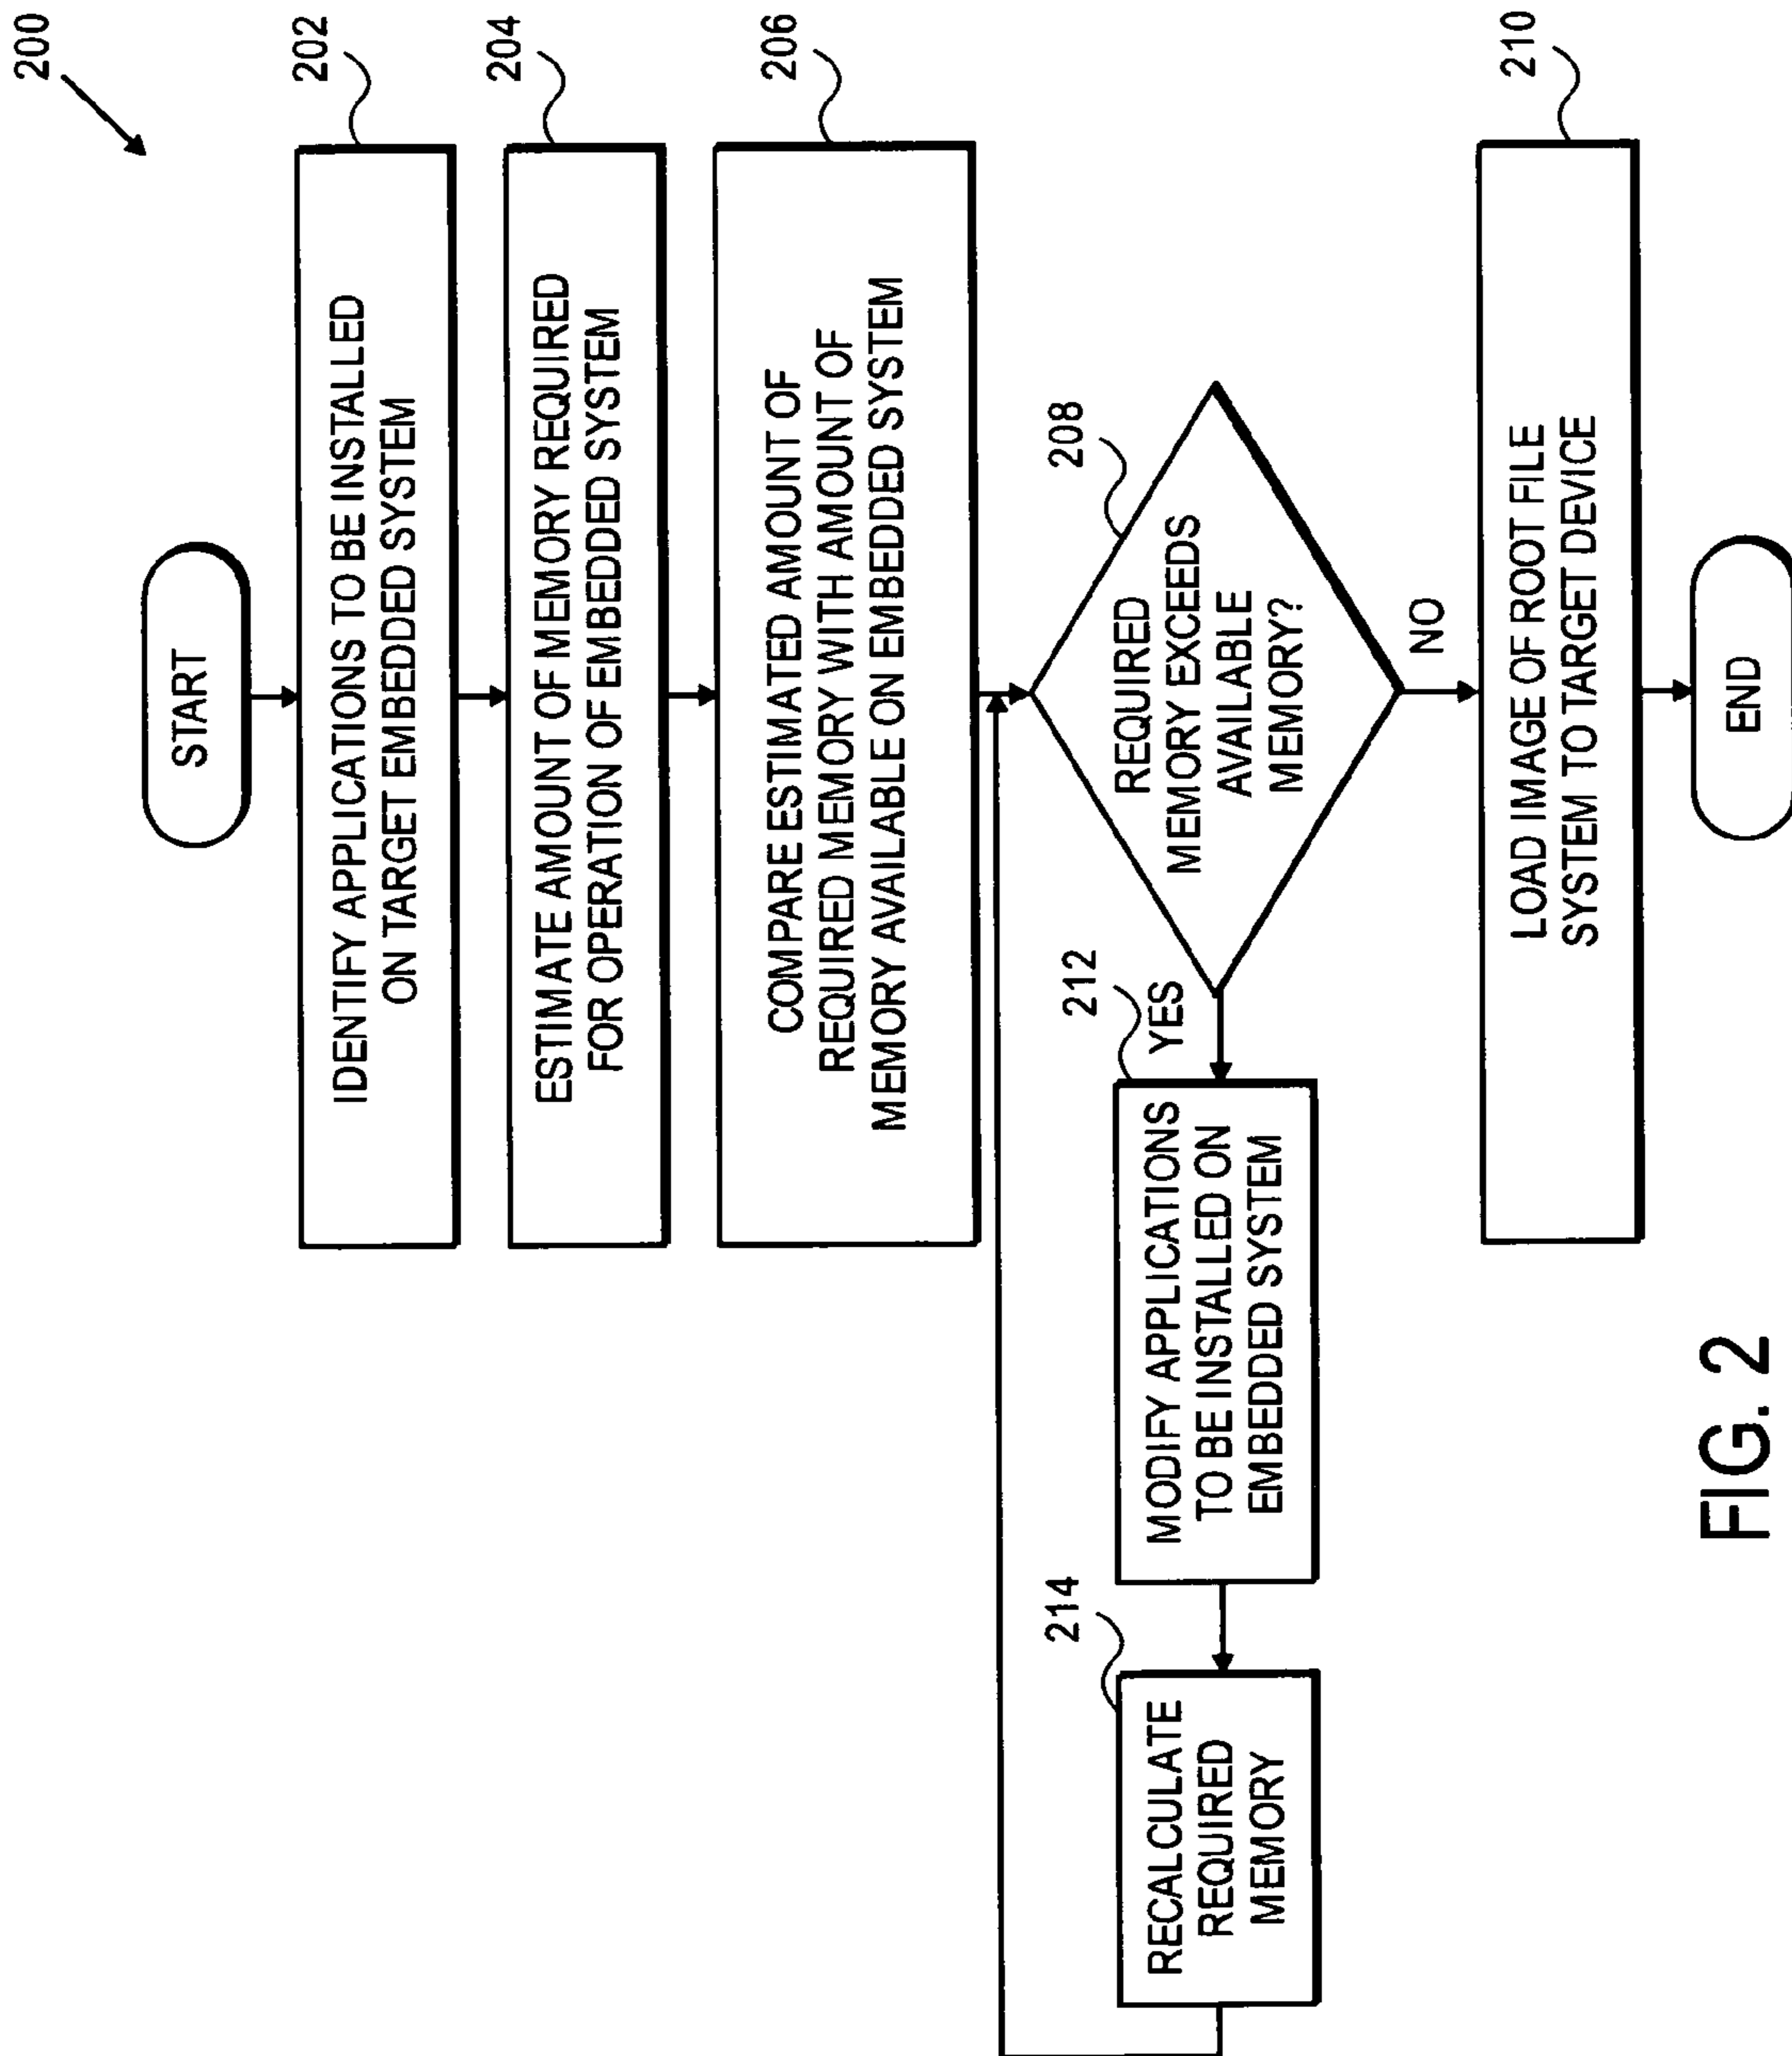 200
START
202
IDENTIFY APPLICATIONS TO BE INSTALLED
ON TARGET EMBEDDED SYSTEM
204
ESTIMATE AMOUNT OF MEMORY REQUIRED
FOR OPERATION OF EMBEDDED SYSTEM
206
COMPARE ESTIMATED AMOUNT OF
REQUIRED MEMORY WITH AMOUNT OF
MEMORY AVAILABLE ON EMBEDDED SYSTEM
208
REQUIRED
MEMORY EXCEEDS
AVAILABLE
MEMORY?
YES
212
MODIFY APPLICATIONS
TO BE INSTALLED ON
EMBEDDED SYSTEM
214
RECALCULATE
REQUIRED
MEMORY
NO
210
LOAD IMAGE OF ROOT FILE
SYSTEM TO TARGET DEVICE
END
FIG. 2